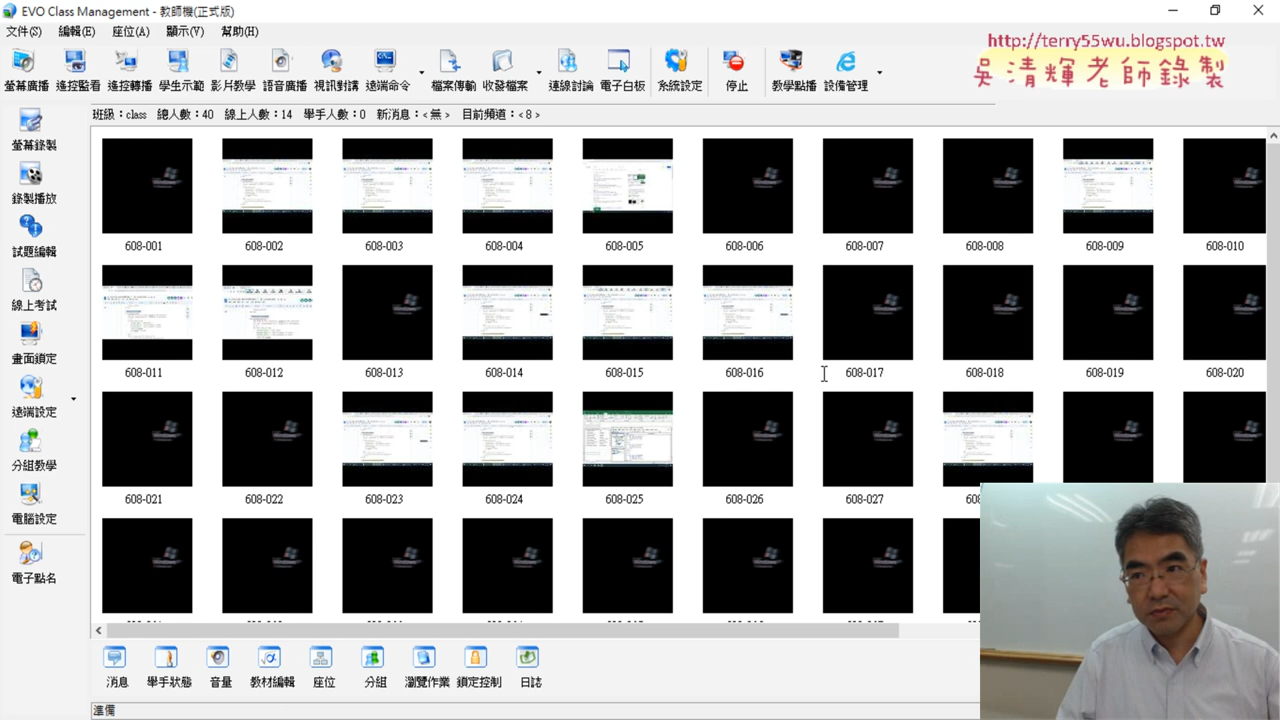 EVO Class Management - 教師機(正式版)
文件(S) 編輯(E) 座位(A) 顯示(V) 幫助(H)
http://terry55wu.blogspot.tw
吳清輝老師錄製
螢幕廣播 遙控監看 遙控轉播 學生示範 影片教學 語音廣播 視訊對講 遠端命令 檔案傳輸 收發檔案 連線討論 電子白板 系統設定 停止 教學點播 設備管理
班級:class 總人數:40 線上人數:14 舉手人數:0 新消息:<無> 目前頻道:<8>
螢幕錄製
錄製播放
試題編輯
線上考試
畫面鎖定
遠端設定
分組教學
電腦設定
電子點名
608-001 608-002 608-003 608-004 608-005 608-006 608-007 608-008 608-009 608-010
608-011 608-012 608-013 608-014 608-015 608-016 608-017 608-018 608-019 608-020
608-021 608-022 608-023 608-024 608-025 608-026 608-027
消息 舉手狀態 音量 教材編輯 座位 分組 瀏覽作業 鎖定控制 日誌
準備